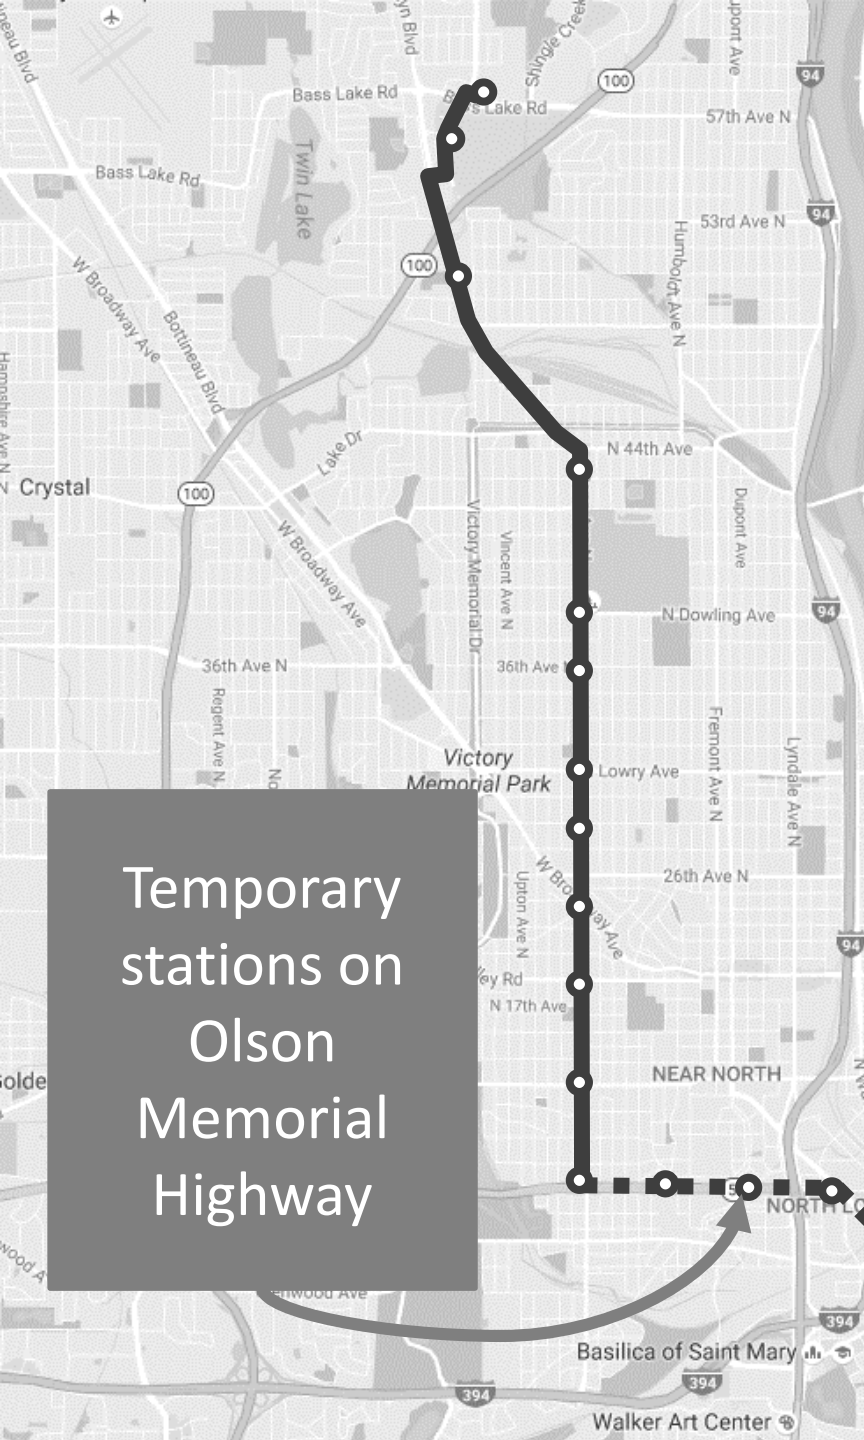 Shingle Creek
100
94
Bass Lake Rd
Lake Rd
57th Ave N
Bass Lake Rd
Twin Lake
94
53rd Ave N
Humboldt Ave N
100
W Broadway Ave
Bottineau Blvd
N 44th Ave
Lake Dr
Crystal
100
Dupont Ave
Victory Memorial Dr
Vincent Ave N
W Broadway Ave
94
N Dowling Ave
36th Ave N
36th Ave
Regent Ave N
Fremont Ave N
Lyndale Ave N
Victory
Memorial Park
Lowry Ave
26th Ave N
Upton Ave N
Temporary
stations on
Olson
Memorial
Highway
94
N 17th Ave
NEAR NORTH
394
Basilica of Saint Mary
394
394
Walker Art Center